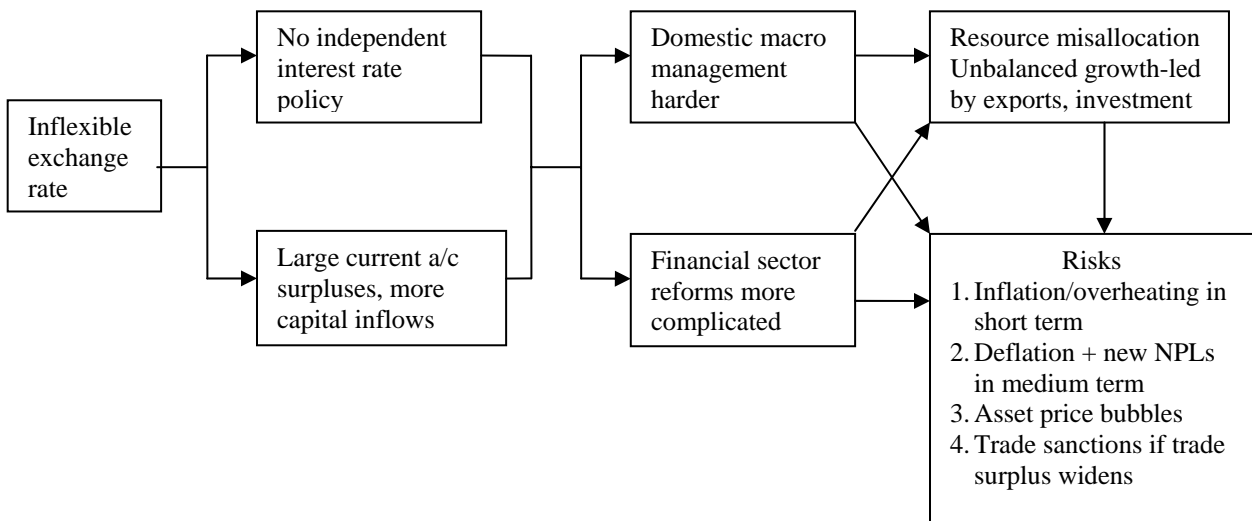 Inflexible
exchange
rate
No independent
interest rate
policy
Large current a/c
surpluses, more
capital inflows
Domestic macro
management
harder
Financial sector
reforms more
complicated
Resource misallocation
Unbalanced growth-led
by exports, investment
Risks
1. Inflation/overheating in
short term
2. Deflation + new NPLs
in medium term
3. Asset price bubbles
4. Trade sanctions if trade
surplus widens